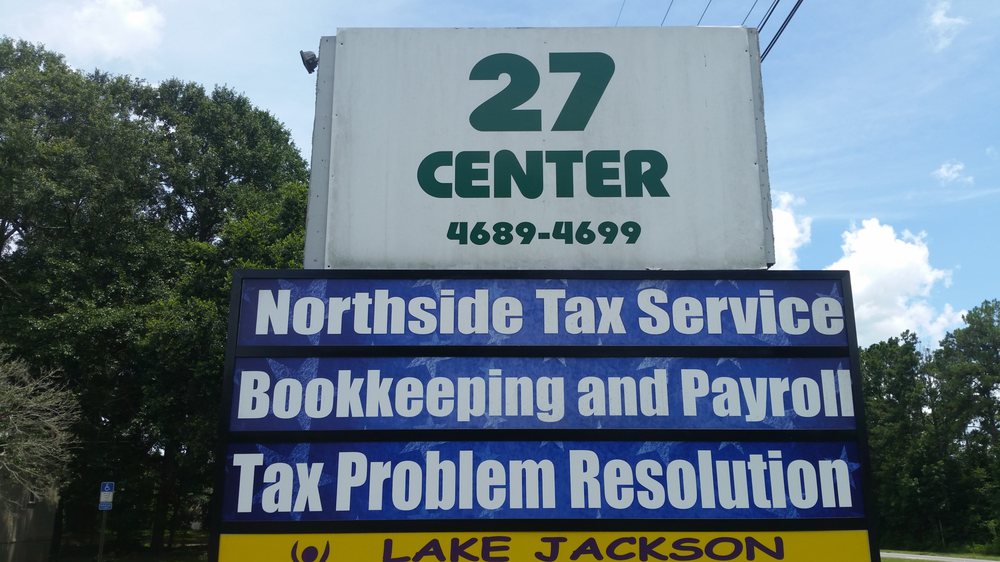 27
CENTER
4689-4699
Northside Tax Service
Bookkeeping and Payroll
Tax Problem Resolution
LAKE JACKSON